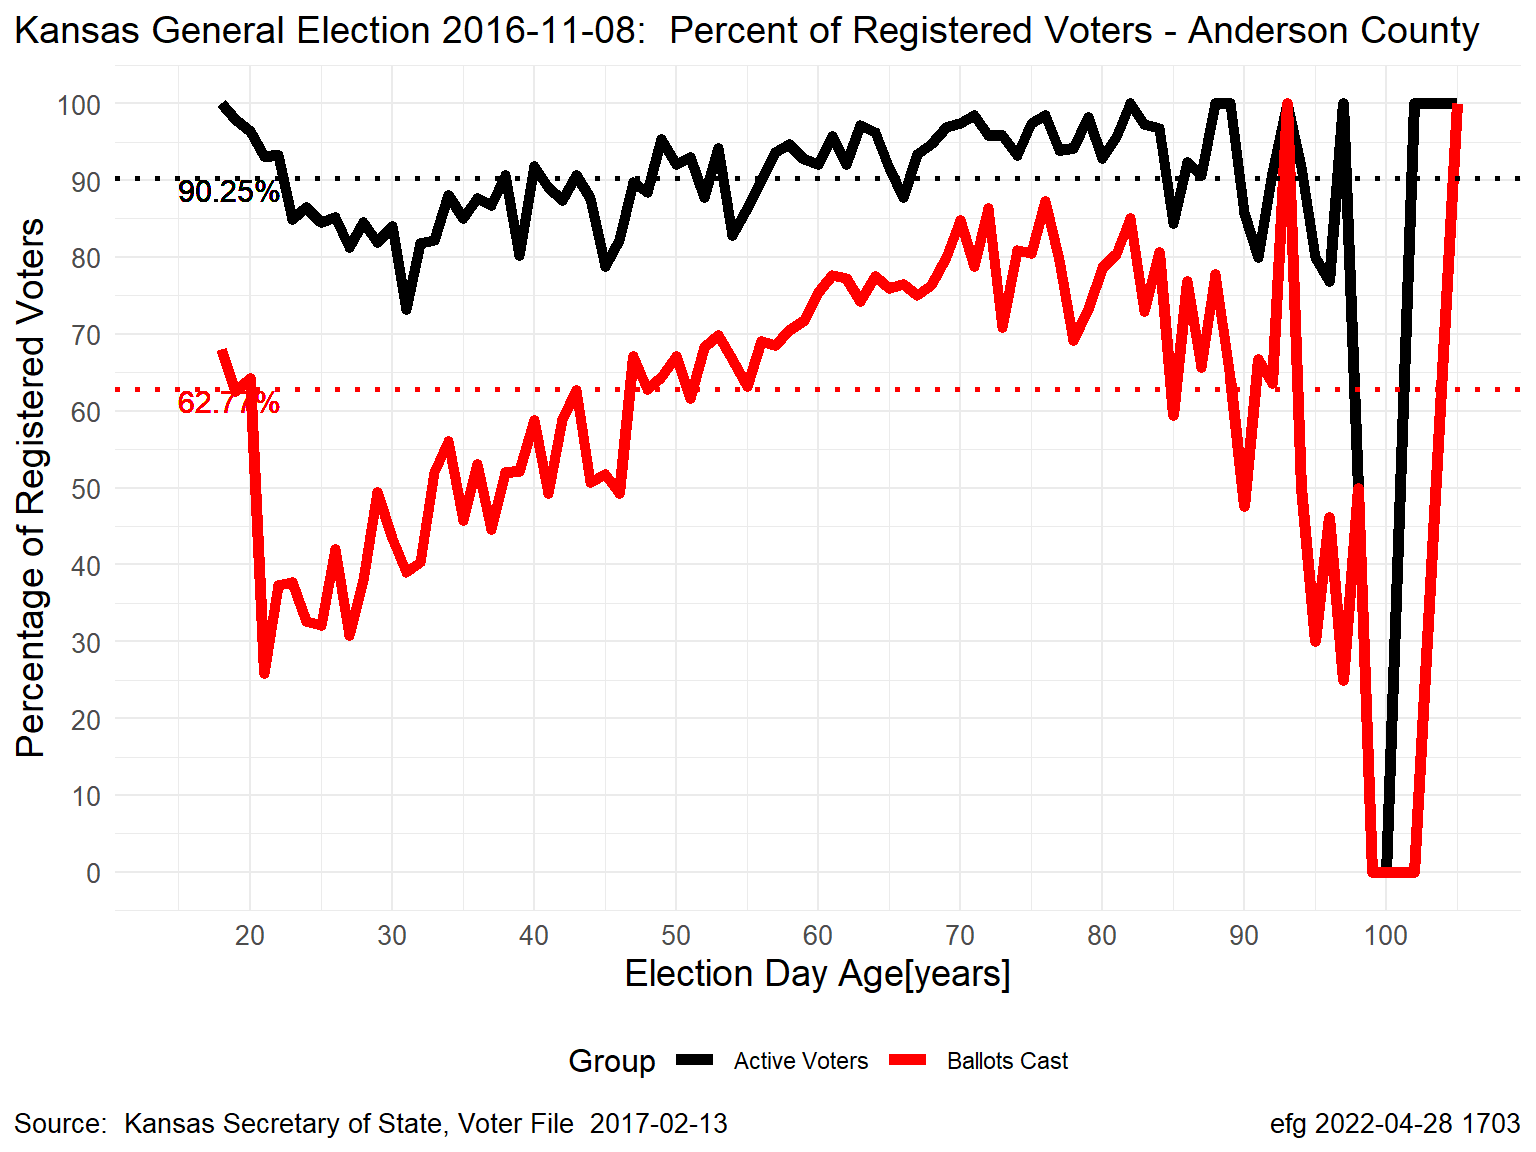 Kansas General Election 2016-11-08:  Percent of Registered Voters - Anderson County
Percentage of Registered Voters
100
90
80
70
60
50
40
30
20
10
0
90.25%
62.77%
20 30 40 50 60 70 80 90 100
Election Day Age[years]
Group Active Voters Ballots Cast
Source:  Kansas Secretary of State, Voter File  2017-02-13
efg 2022-04-28 1703